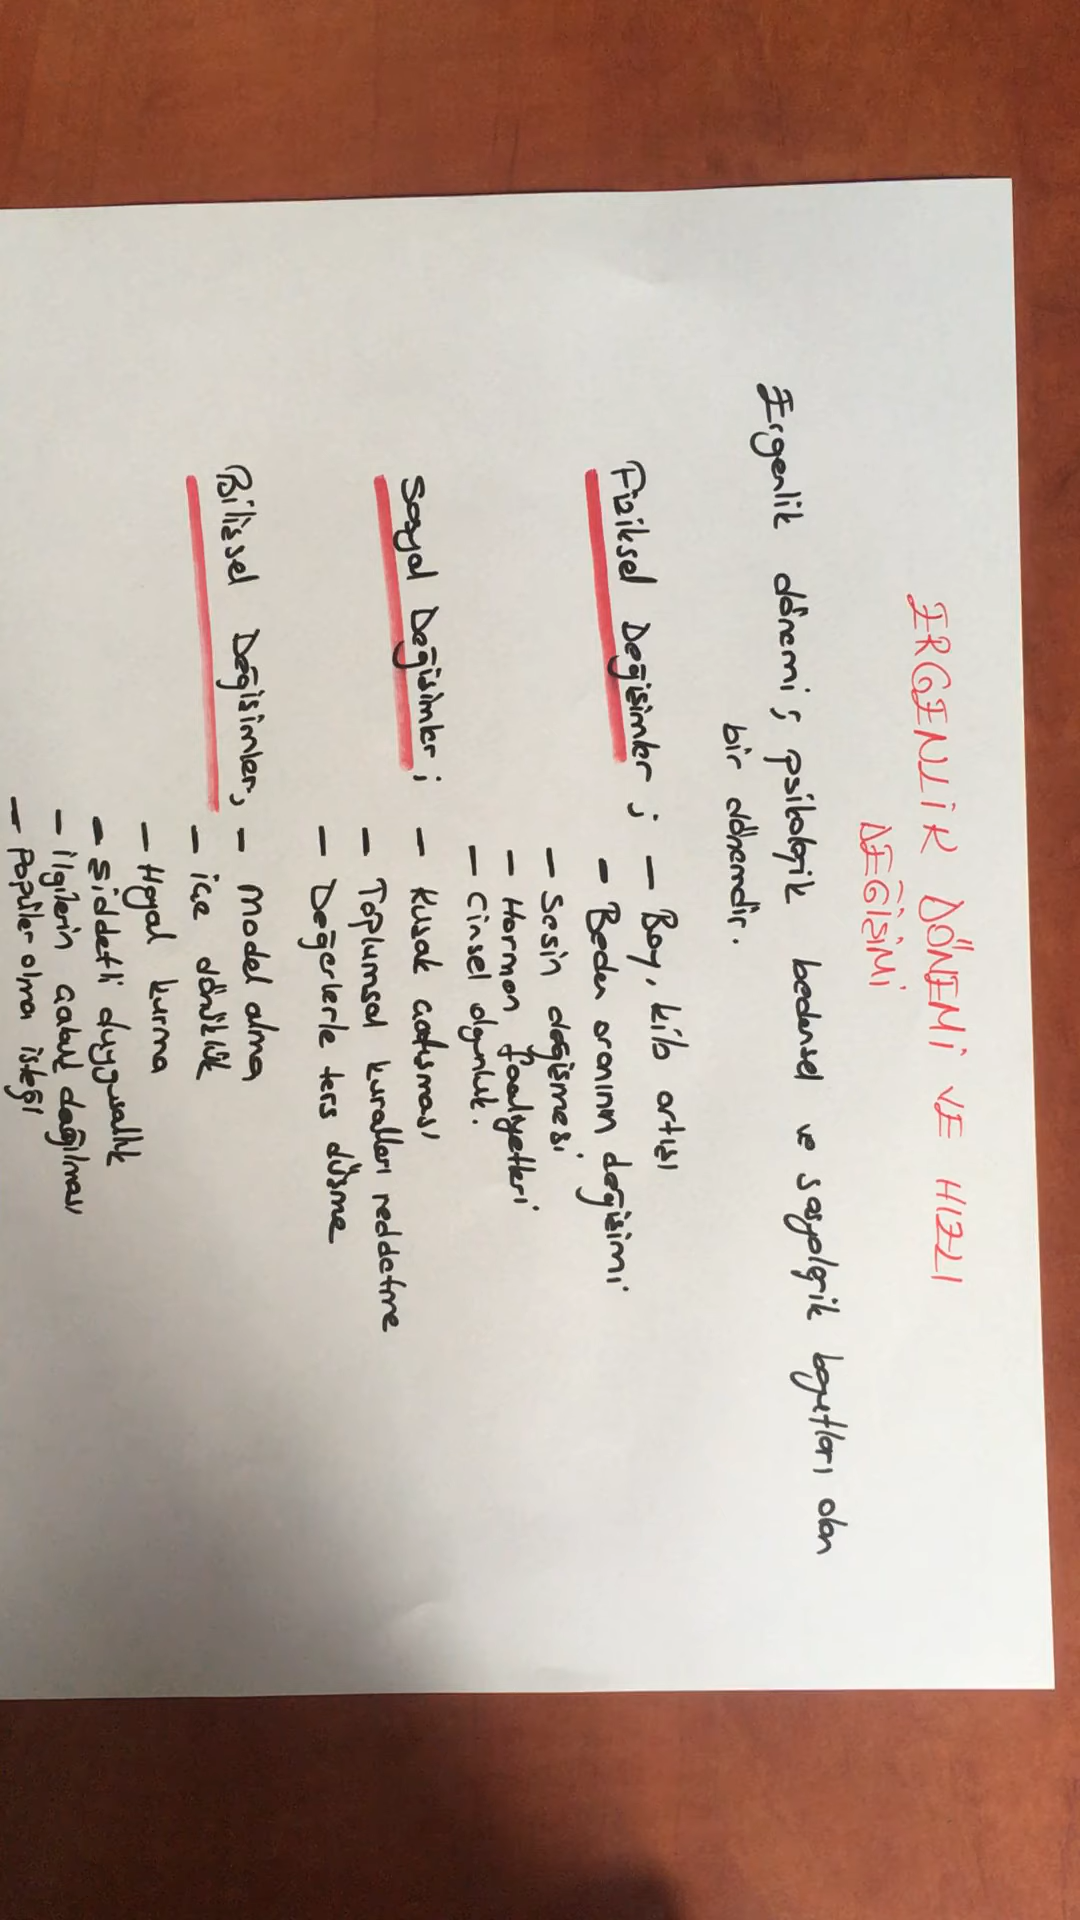 ERGENLİK DÖNEMİ VE HIZLI
DEĞİŞİMİ
Ergenlik dönemi; psikolojik bedensel ve sosyolojik boyutları olan
bir dönemdir.
Fiziksel Değişimler; - Boy, kilo artışı
- Beden oranının değişimi
- Sesin değişmesi
- Hormon faaliyetleri
- Cinsel olgunluk.
Sosyal Değişimler; - Kuşak çatışması
- Toplumsal kuralları reddetme
- Değerlerle ters düşme
Bilişsel Değişimler; - Model alma
- içe dönüklük
- Hayal kurma
- Şiddetli duygusallık
- ilgilerin çabuk dağılması
- Popüler olma isteği